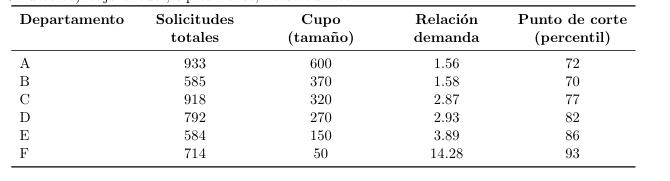 Departamento Solicitudes totales Cupo (tamaño) Relación demanda Punto de corte (percentil)
A 933 600 1.56 72
B 585 370 1.58 70
C 918 320 2.87 77
D 792 270 2.93 82
E 584 150 3.89 86
F 714 50 14.28 93